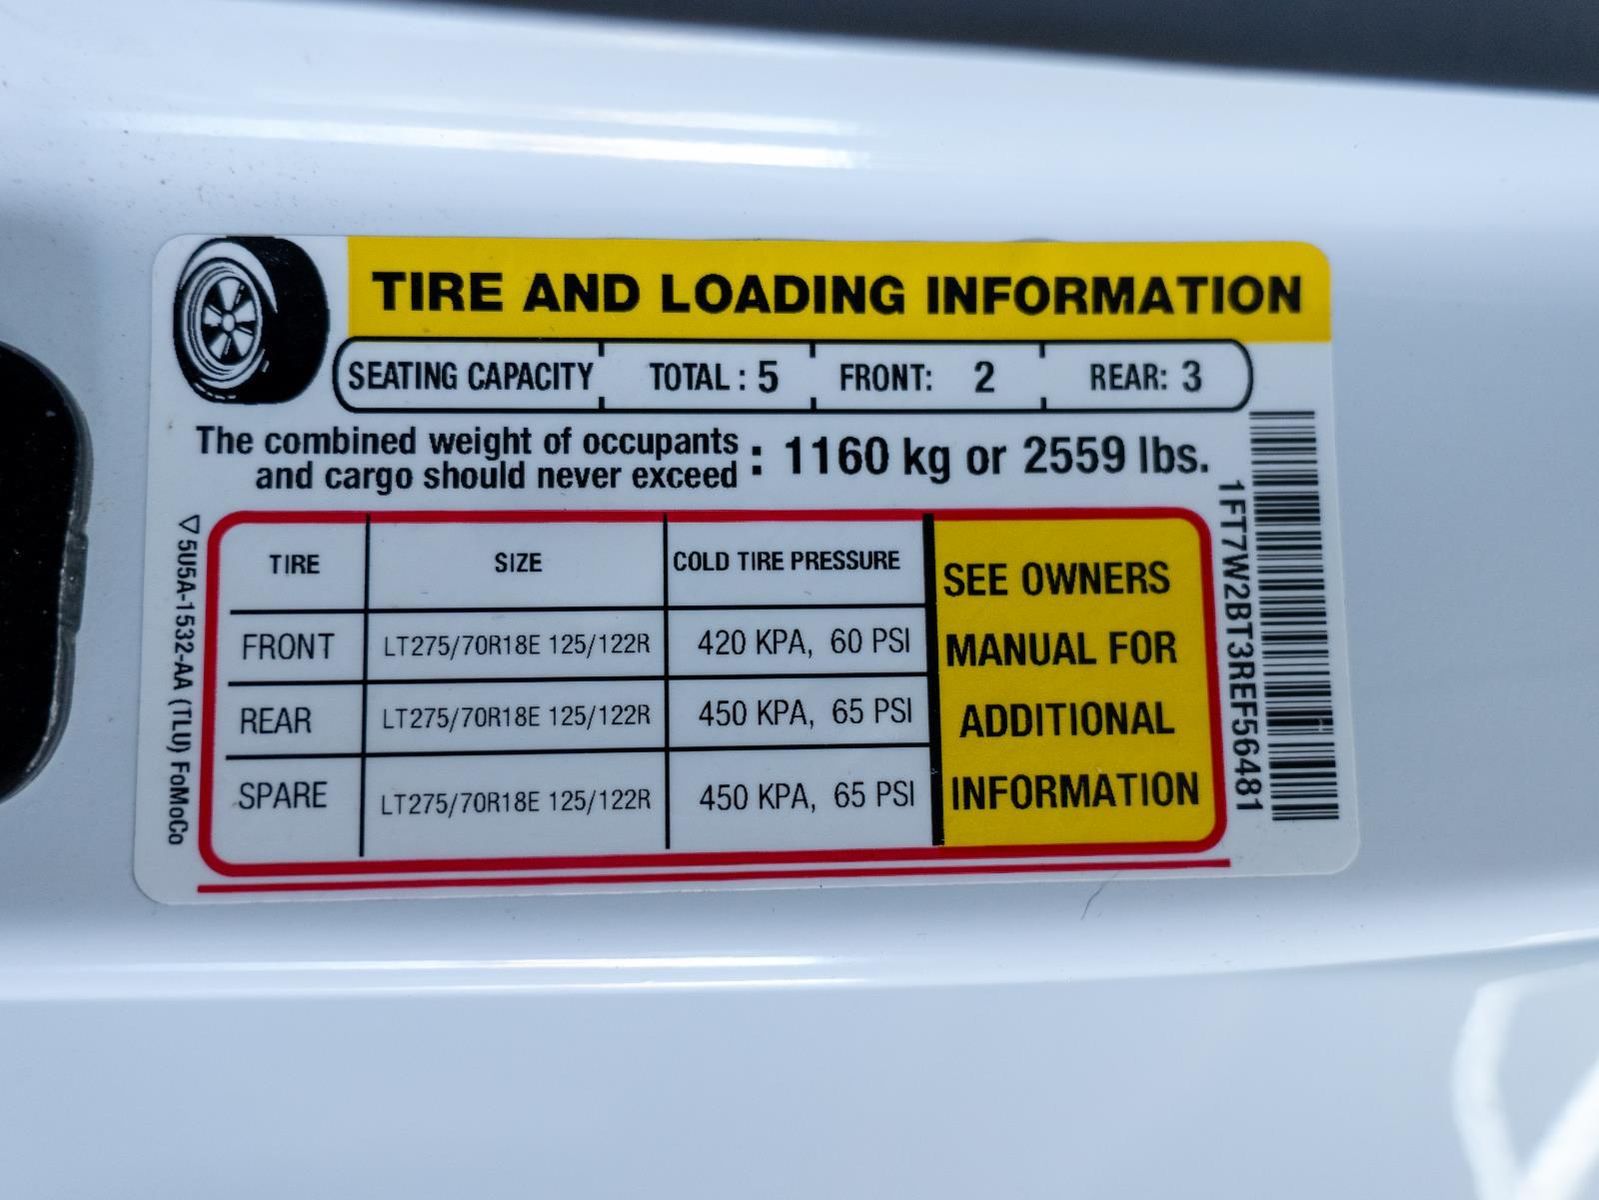 TIRE AND LOADING INFORMATION
SEATING CAPACITY TOTAL : 5 FRONT: 2 REAR: 3
The combined weight of occupants
and cargo should never exceed : 1160 kg or 2559 lbs.
TIRE SIZE COLD TIRE PRESSURE
FRONT LT275/70R18E 125/122R 420 KPA, 60 PSI
REAR LT275/70R18E 125/122R 450 KPA, 65 PSI
SPARE LT275/70R18E 125/122R 450 KPA, 65 PSI
SEE OWNERS
MANUAL FOR
ADDITIONAL
INFORMATION
1FT7W2BT3REF56481
▽5U5A-1532-AA (TLU) FoMoCo